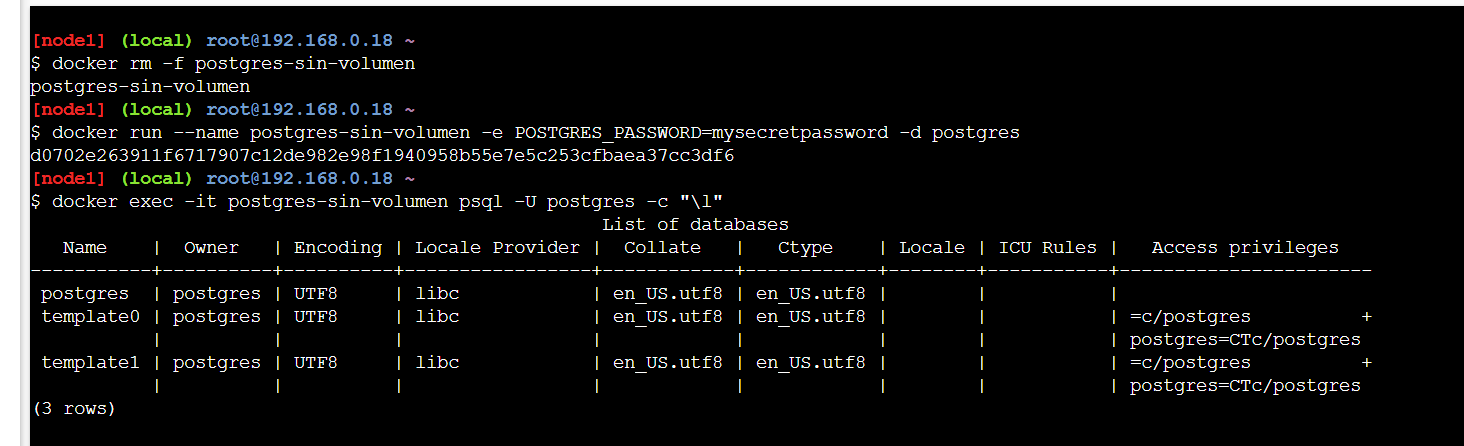 [node1] (local) root@192.168.0.18 ~
$ docker rm -f postgres-sin-volumen
postgres-sin-volumen
[node1] (local) root@192.168.0.18 ~
$ docker run --name postgres-sin-volumen -e POSTGRES_PASSWORD=mysecretpassword -d postgres
d0702e263911f6717907c12de982e98f1940958b55e7e5c253cfbaea37cc3df6
[node1] (local) root@192.168.0.18 ~
$ docker exec -it postgres-sin-volumen psql -U postgres -c "\l"
                                                    List of databases
   Name    |  Owner   | Encoding | Locale Provider |  Collate   |   Ctype    | Locale | ICU Rules |   Access privileges
-----------+----------+----------+-----------------+------------+------------+--------+-----------+-----------------------
 postgres  | postgres | UTF8     | libc            | en_US.utf8 | en_US.utf8 |        |           |
 template0 | postgres | UTF8     | libc            | en_US.utf8 | en_US.utf8 |        |           | =c/postgres          +
           |          |          |                 |            |            |        |           | postgres=CTc/postgres
 template1 | postgres | UTF8     | libc            | en_US.utf8 | en_US.utf8 |        |           | =c/postgres          +
           |          |          |                 |            |            |        |           | postgres=CTc/postgres
(3 rows)